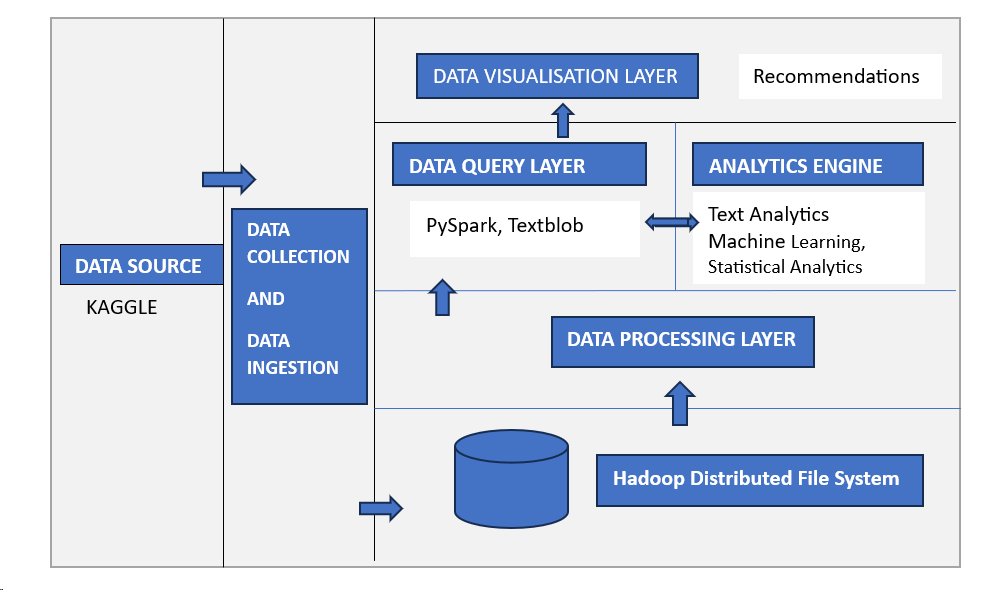 DATA SOURCE
KAGGLE
DATA
COLLECTION
AND
DATA
INGESTION
DATA VISUALISATION LAYER
Recommendations
DATA QUERY LAYER
PySpark, Textblob
ANALYTICS ENGINE
Text Analytics
Machine Learning,
Statistical Analytics
DATA PROCESSING LAYER
Hadoop Distributed File System